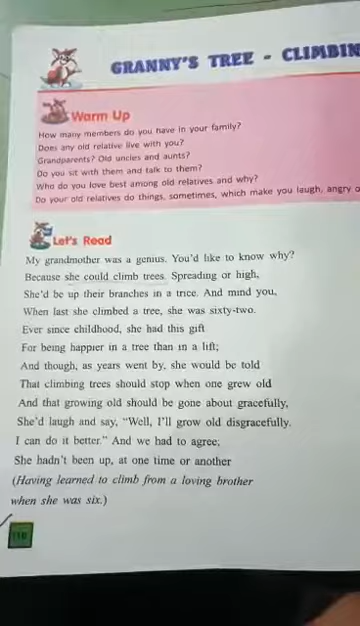 GRANNY'S TREE - CLIMBIN
Warm Up
How many members do you have in your family?
Does any old relative live with you?
Grandparents? Old uncles and aunts?
Do you sit with them and talk to them?
Who do you love best among old relatives and why?
Do your old relatives do things, sometimes, which make you laugh, angry o
Let's Read
My grandmother was a genius. You'd like to know why?
Because she could climb trees. Spreading or high,
She'd be up their branches in a trice. And mind you,
When last she climbed a tree, she was sixty-two.
Ever since childhood, she had this gift
For being happier in a tree than in a lift;
And though, as years went by, she would be told
That climbing trees should stop when one grew old
And that growing old should be gone about gracefully,
She'd laugh and say, "Well, I'll grow old disgracefully.
I can do it better." And we had to agree;
She hadn't been up, at one time or another
(Having learned to climb from a loving brother
when she was six.)